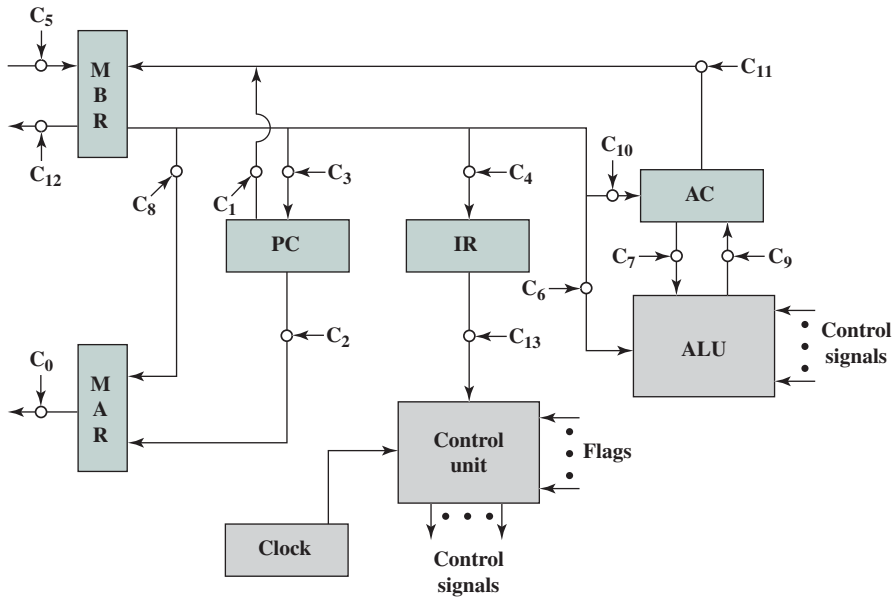 C5
M
B
R
C11
C12
C8
C1
C3
C4
C10
AC
PC
IR
C7
C9
C6
C2
C13
ALU
Control
signals
C0
M
A
R
Control
unit
Flags
Clock
Control
signals